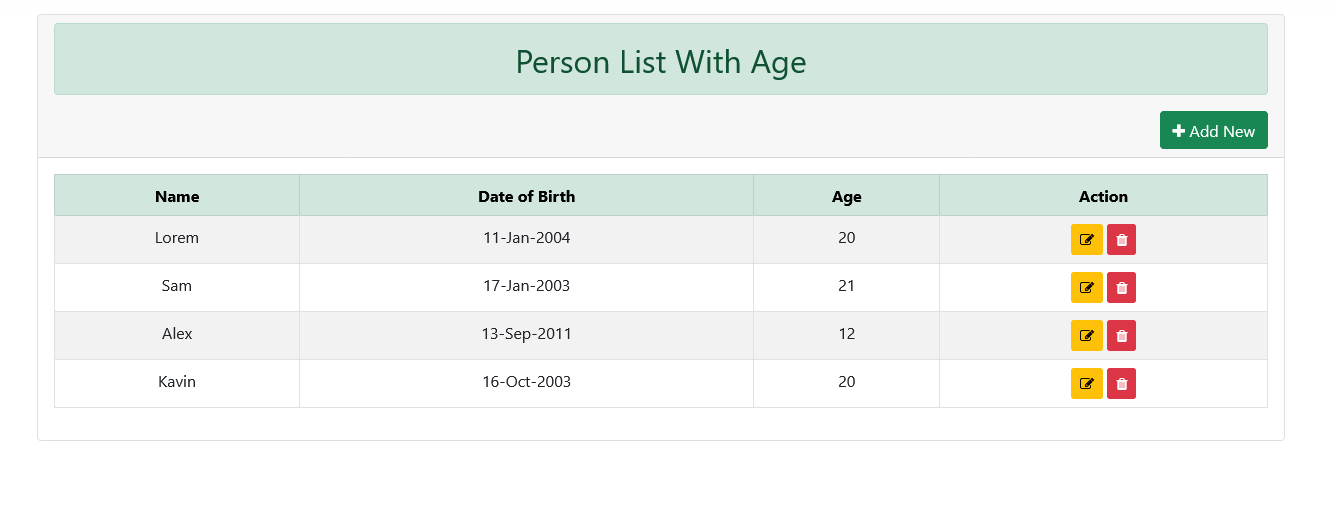 Person List With Age
Add New
Name Date of Birth Age Action
Lorem 11-Jan-2004 20
Sam 17-Jan-2003 21
Alex 13-Sep-2011 12
Kavin 16-Oct-2003 20